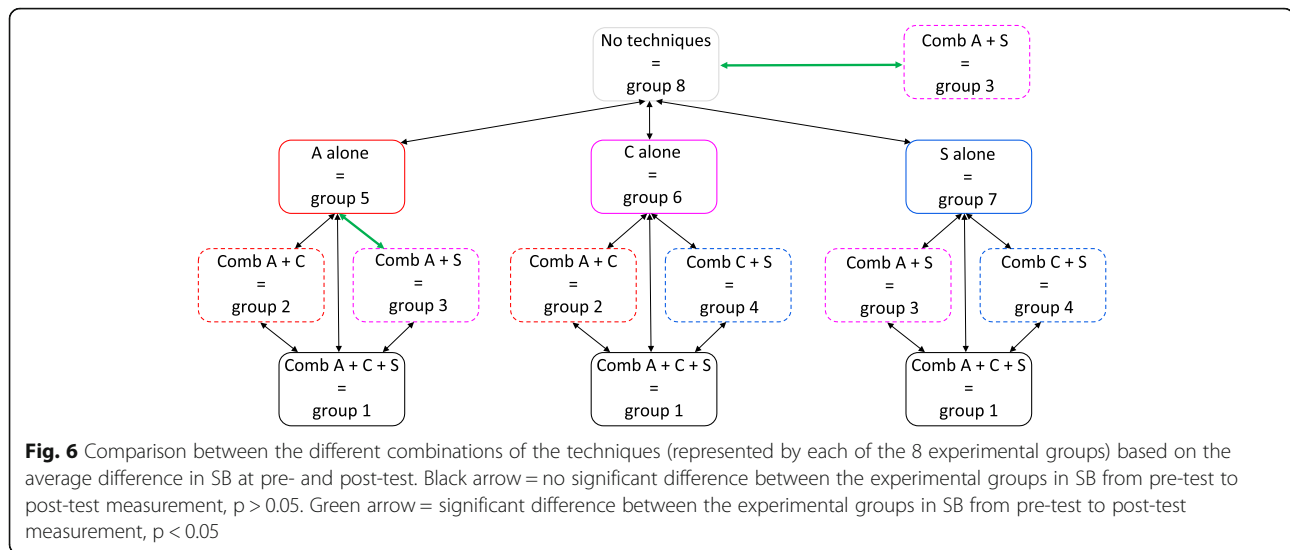 No techniques
=
group 8
Comb A + S
=
group 3
A alone
=
group 5
C alone
=
group 6
S alone
=
group 7
Comb A + C
=
group 2
Comb A + S
=
group 3
Comb A + C
=
group 2
Comb C + S
=
group 4
Comb A + S
=
group 3
Comb C + S
=
group 4
Comb A + C + S
=
group 1
Comb A + C + S
=
group 1
Comb A + C + S
=
group 1
Fig. 6 Comparison between the different combinations of the techniques (represented by each of the 8 experimental groups) based on the
average difference in SB at pre- and post-test. Black arrow = no significant difference between the experimental groups in SB from pre-test to
post-test measurement, p > 0.05. Green arrow = significant difference between the experimental groups in SB from pre-test to post-test
measurement, p < 0.05